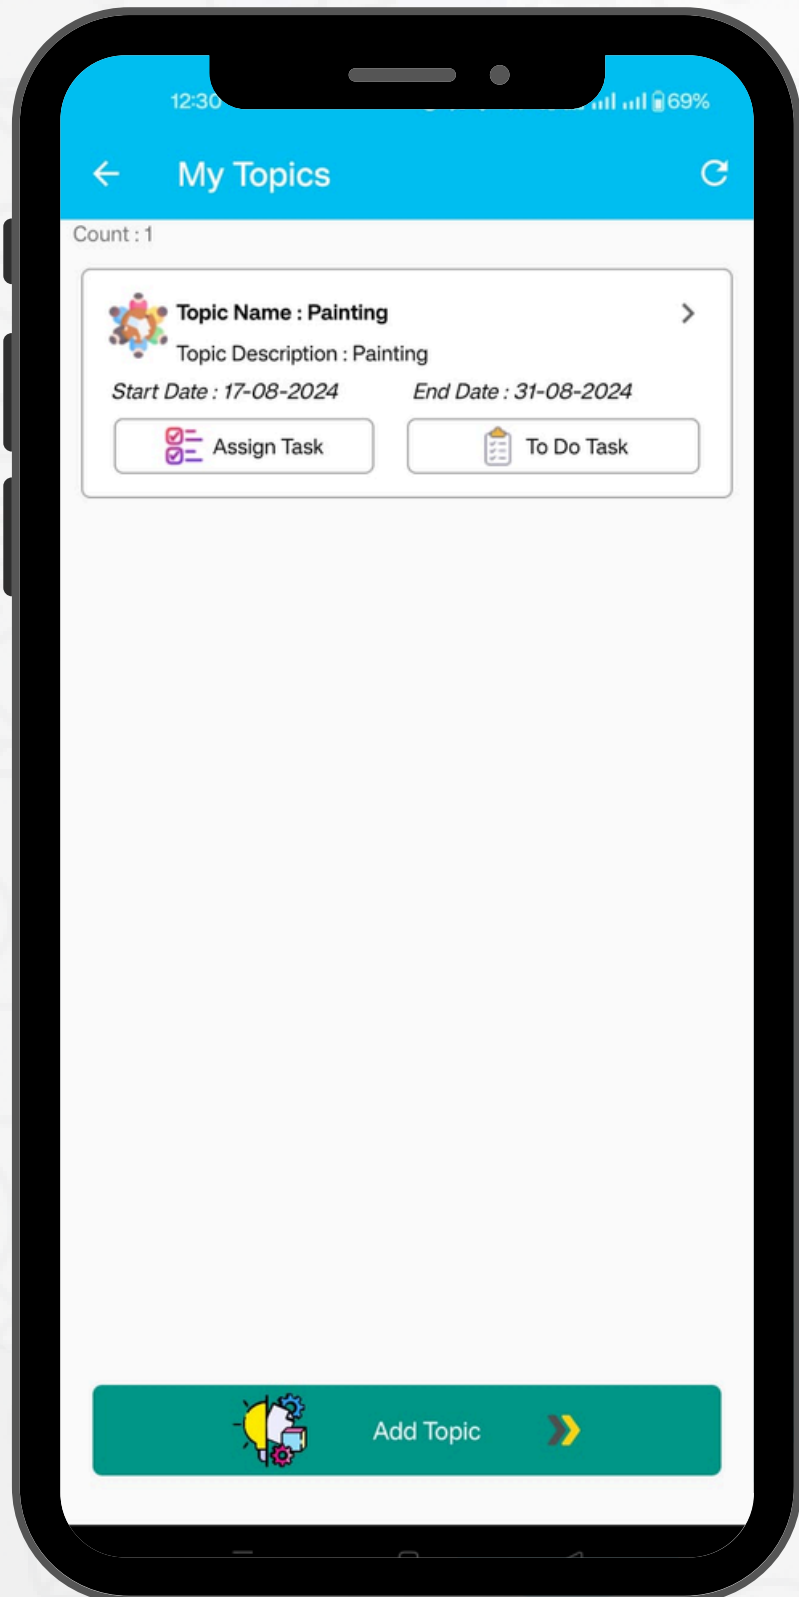 12:30 69%
My Topics
Count : 1
Topic Name : Painting
Topic Description : Painting
Start Date : 17-08-2024 End Date : 31-08-2024
Assign Task To Do Task
Add Topic